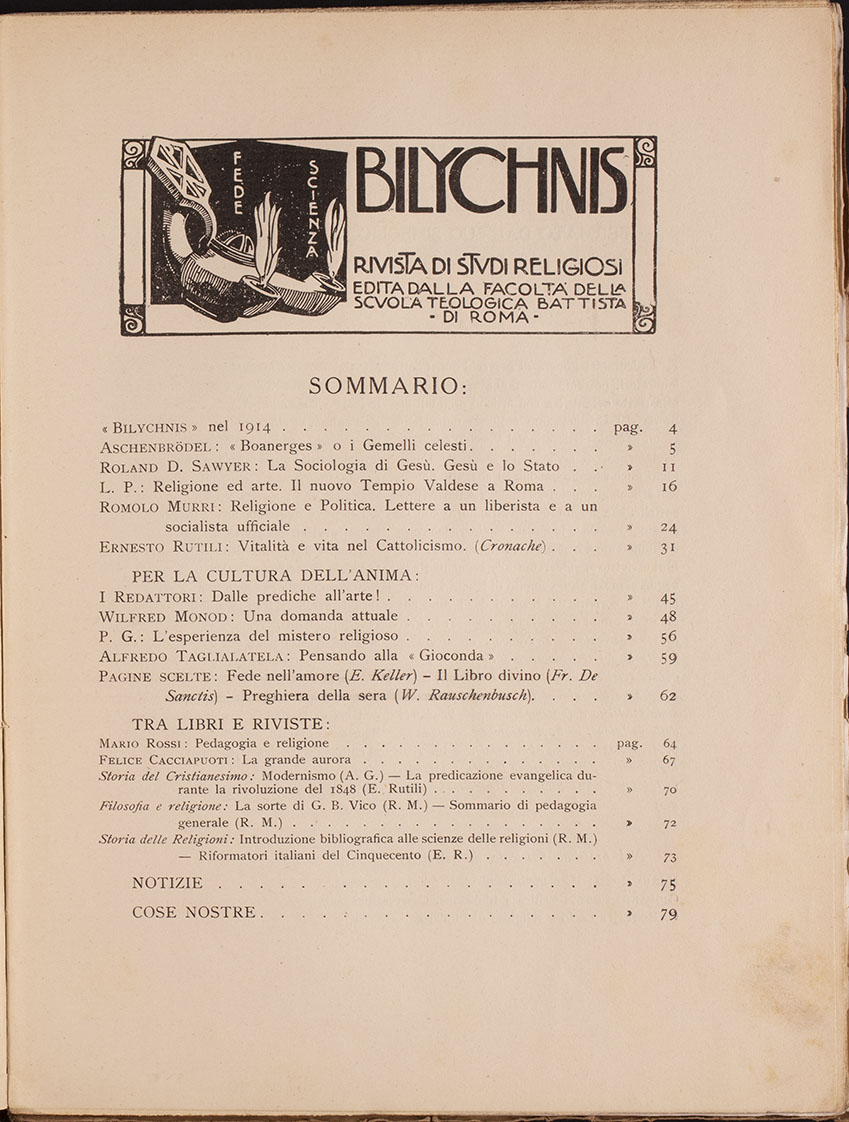 FEDE
SCIENZA
BILYCHNIS
RIVISTA DI STVDI RELIGIOSI
EDITA DALLA FACOLTA' DELLA
SCVOLA TEOLOGICA BATTISTA
- DI ROMA -
SOMMARIO:
« BILYCHNIS » nel 1914 . . . . . . . . . . . . . . . . pag. 4
ASCHENBRÖDEL: « Boanerges » o i Gemelli celesti. . . . . . . » 5
ROLAND D. SAWYER: La Sociologia di Gesù. Gesù e lo Stato . . » 11
L. P.: Religione ed arte. Il nuovo Tempio Valdese a Roma . . . » 16
ROMOLO MURRI: Religione e Politica. Lettere a un liberista e a un
socialista ufficiale . . . . . . . . . . . . . . . » 24
ERNESTO RUTILI: Vitalità e vita nel Cattolicismo. (Cronache) . . . » 31
PER LA CULTURA DELL'ANIMA:
I REDATTORI: Dalle prediche all'arte! . . . . . . . . . . . » 45
WILFRED MONOD: Una domanda attuale . . . . . . . . . . » 48
P. G.: L'esperienza del mistero religioso . . . . . . . . . . » 56
ALFREDO TAGLIALATELA: Pensando alla « Gioconda » . . . . . » 59
PAGINE SCELTE: Fede nell'amore (E. Keller) – Il Libro divino (Fr. De
Sanctis) – Preghiera della sera (W. Rauschenbusch). . . . » 62
TRA LIBRI E RIVISTE:
MARIO ROSSI: Pedagogia e religione . . . . . . . . . . . . . . pag. 64
FELICE CACCIAPUOTI: La grande aurora . . . . . . . . . . . . . » 67
Storia del Cristianesimo: Modernismo (A. G.) — La predicazione evangelica du-
rante la rivoluzione del 1848 (E. Rutili) . . . . . . . . . . » 70
Filosofia e religione: La sorte di G. B. Vico (R. M.) — Sommario di pedagogia
generale (R. M.) . . . . . . . . . . . . . . . . . » 72
Storia delle Religioni: Introduzione bibliografica alle scienze delle religioni (R. M.)
— Riformatori italiani del Cinquecento (E. R.) . . . . . . . » 73
NOTIZIE . . . . . . . . . . . . . . . . . . . » 75
COSE NOSTRE. . . . . . . . . . . . . . . . . » 79